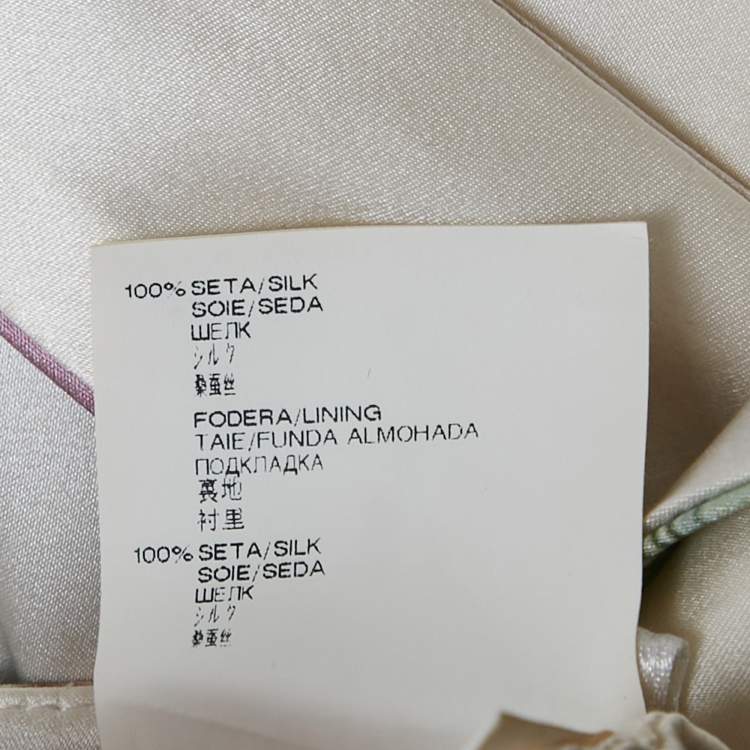 100% SETA/SILK
SOIE/SEDA
ШЕЛК
シルク
桑蚕丝
FODERA/LINING
TAIE/FUNDA ALMOHADA
ПОДКЛАДКА
裏地
衬里
100% SETA/SILK
SOIE/SEDA
ШЕЛК
シルク
桑蚕丝